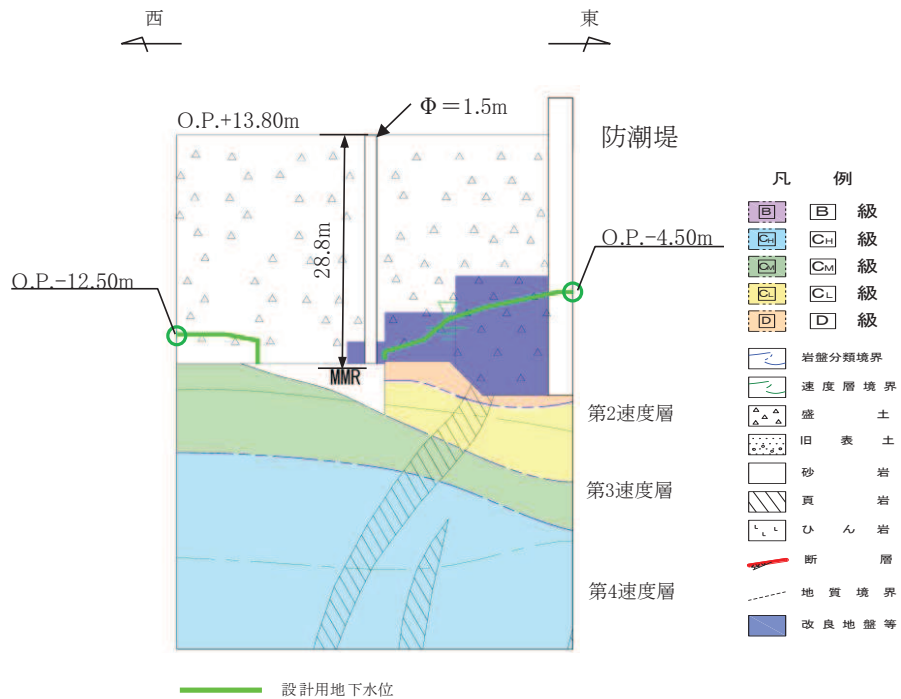 西
東
Φ＝1.5m
O.P.+13.80m
防潮堤
28.8m
O.P.-4.50m
O.P.-12.50m
MMR
第2速度層
第3速度層
第4速度層
凡 例
B B 級
CH CH 級
CM CM 級
CL CL 級
D D 級
岩盤分類境界
速度層境界
盛土
旧表土
砂岩
頁岩
ひん岩
断層
地質境界
改良地盤等
設計用地下水位